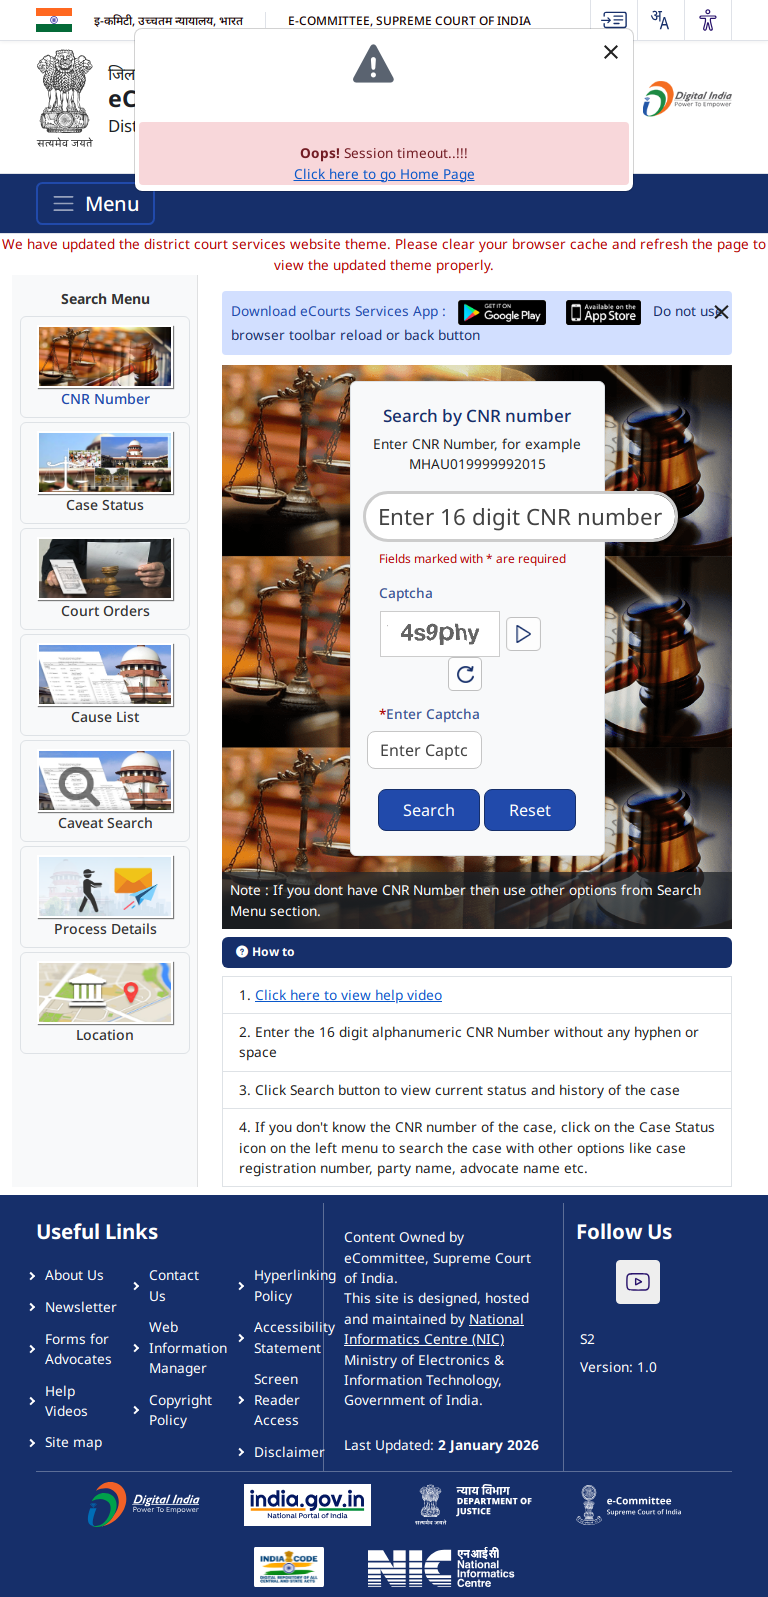 इ-कमिटी, उच्चतम न्यायालय, भारत
E-COMMITTEE, SUPREME COURT OF INDIA
अ
A
सत्यमेव जयते
जिल
eC
Dist
Digital India
Power To Empower
Oops! Session timeout..!!!
Click here to go Home Page
Menu
We have updated the district court services website theme. Please clear your browser cache and refresh the page to
view the updated theme properly.
Search Menu
CNR Number
Case Status
Court Orders
Cause List
Caveat Search
Process Details
Location
Download eCourts Services App :
GET IT ON
Google Play
Available on the
App Store
Do not use
browser toolbar reload or back button
Search by CNR number
Enter CNR Number, for example
MHAU019999992015
Enter 16 digit CNR number
Fields marked with * are required
Captcha
4s9phy
*Enter Captcha
Enter Captc
Search
Reset
Note : If you dont have CNR Number then use other options from Search
Menu section.
How to
1. Click here to view help video
2. Enter the 16 digit alphanumeric CNR Number without any hyphen or
space
3. Click Search button to view current status and history of the case
4. If you don't know the CNR number of the case, click on the Case Status
icon on the left menu to search the case with other options like case
registration number, party name, advocate name etc.
Useful Links
About Us
Newsletter
Forms for
Advocates
Help
Videos
Site map
Contact
Us
Web
Information
Manager
Copyright
Policy
Hyperlinking
Policy
Accessibility
Statement
Screen
Reader
Access
Disclaimer
Content Owned by
eCommittee, Supreme Court
of India.
This site is designed, hosted
and maintained by National
Informatics Centre (NIC)
Ministry of Electronics &
Information Technology,
Government of India.
Last Updated: 2 January 2026
Follow Us
S2
Version: 1.0
Digital India
Power To Empower
india.gov.in
National Portal of India
सत्यमेव जयते
न्याय विभाग
DEPARTMENT OF
JUSTICE
e-Committee
Supreme Court of India
INDIA CODE
DIGITAL REPOSITORY OF ALL
CENTRAL AND STATE ACTS
NIC
एनआईसी
National
Informatics
Centre